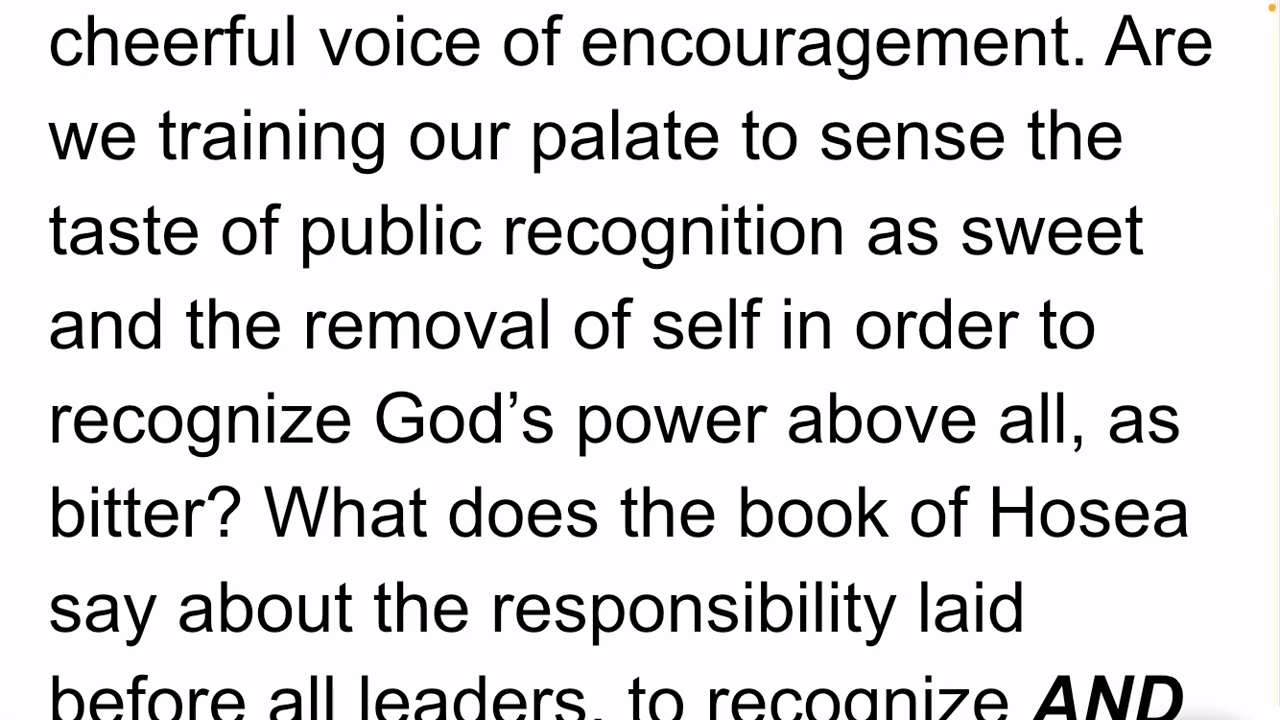 cheerful voice of encouragement. Are
we training our palate to sense the
taste of public recognition as sweet
and the removal of self in order to
recognize God’s power above all, as
bitter? What does the book of Hosea
say about the responsibility laid
before all leaders, to recognize AND